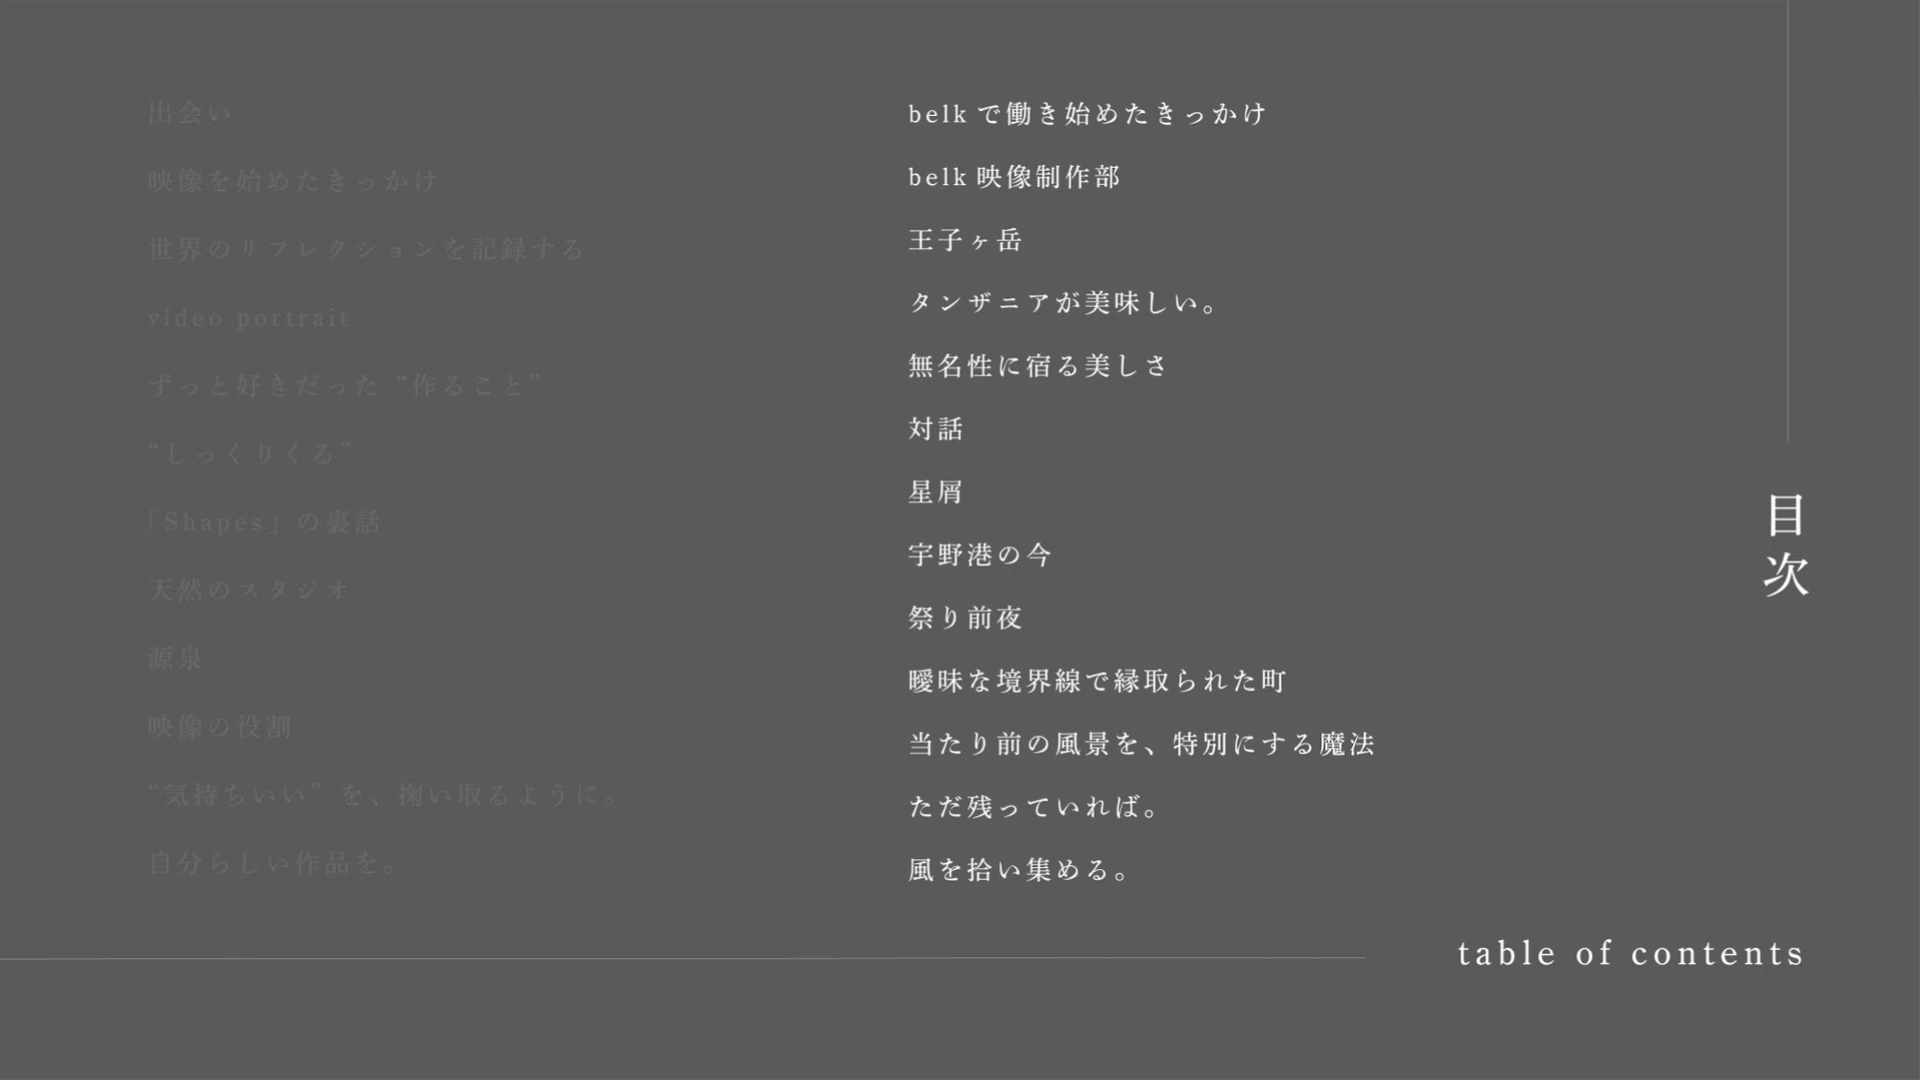 出会い
映像を始めたきっかけ
世界のリフレクションを記録する
video portrait
ずっと好きだった “作ること”
“しっくりくる”
「Shapes」の裏話
天然のスタジオ
源泉
映像の役割
“気持ちいい” を、掬い取るように。
自分らしい作品を。
belk で働き始めたきっかけ
belk 映像制作部
王子ヶ岳
タンザニアが美味しい。
無名性に宿る美しさ
対話
星屑
宇野港の今
祭り前夜
曖昧な境界線で縁取られた町
当たり前の風景を、特別にする魔法
ただ残っていれば。
風を拾い集める。
目次
table of contents